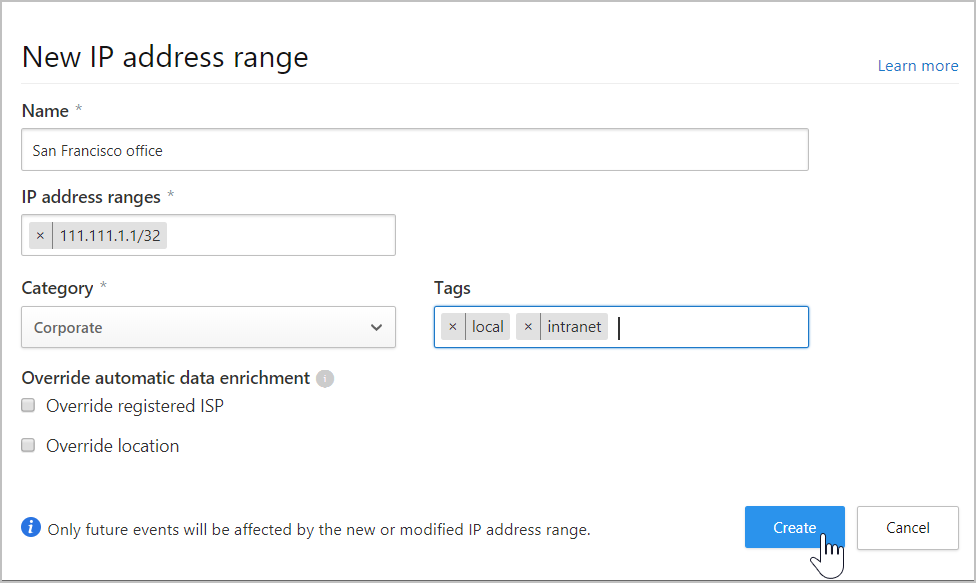 New IP address range
Learn more
Name *
San Francisco office
IP address ranges *
× 111.111.1.1/32
Category *
Tags
Corporate
× local × intranet
Override automatic data enrichment i
Override registered ISP
Override location
i Only future events will be affected by the new or modified IP address range.
Create
Cancel